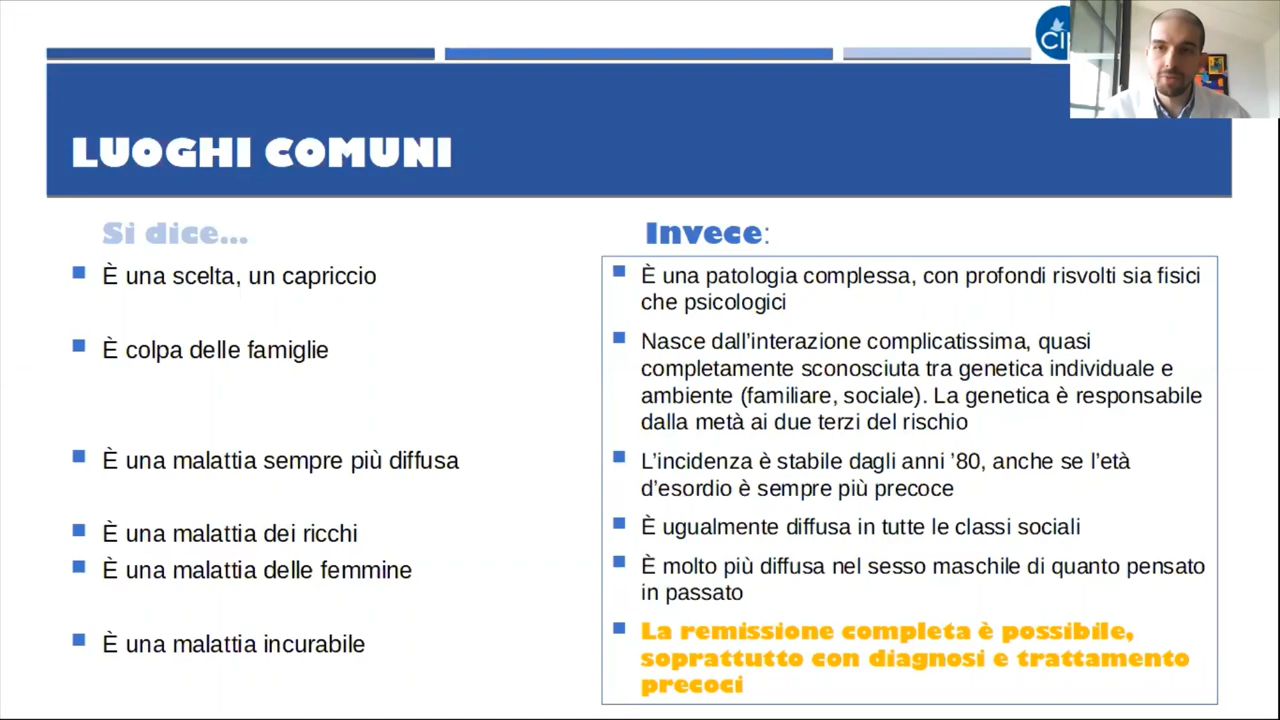 CI
LUOGHI COMUNI
Si dice...
È una scelta, un capriccio
È colpa delle famiglie
È una malattia sempre più diffusa
È una malattia dei ricchi
È una malattia delle femmine
È una malattia incurabile
Invece:
È una patologia complessa, con profondi risvolti sia fisici
che psicologici
Nasce dall'interazione complicatissima, quasi
completamente sconosciuta tra genetica individuale e
ambiente (familiare, sociale). La genetica è responsabile
dalla metà ai due terzi del rischio
L'incidenza è stabile dagli anni '80, anche se l'età
d'esordio è sempre più precoce
È ugualmente diffusa in tutte le classi sociali
È molto più diffusa nel sesso maschile di quanto pensato
in passato
La remissione completa è possibile,
soprattutto con diagnosi e trattamento
precoci